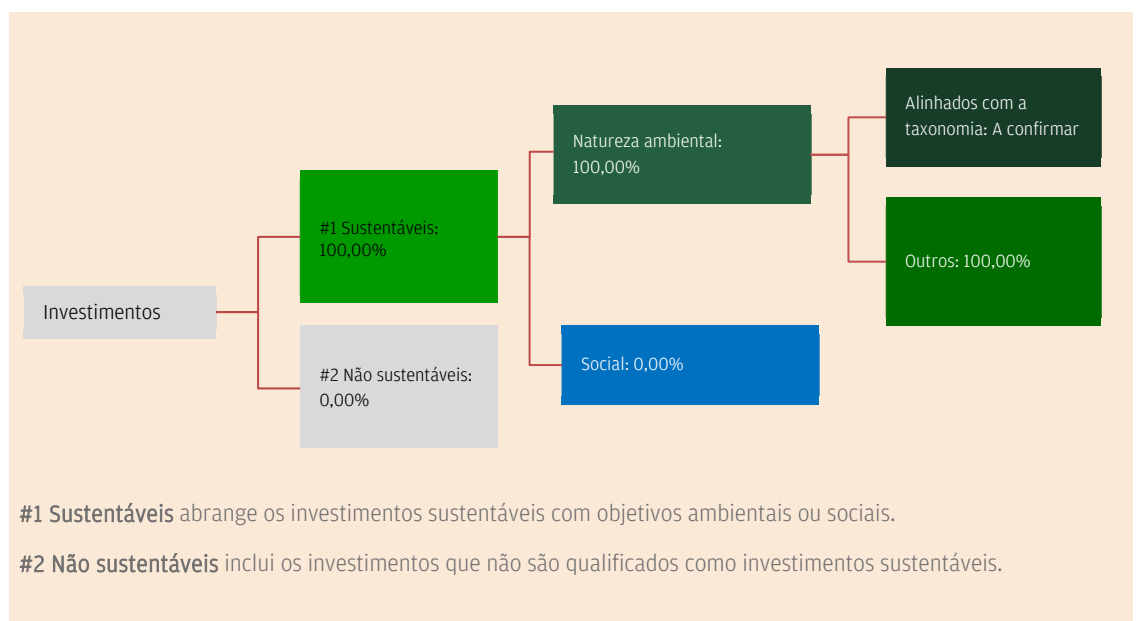 Alinhados com a
taxonomia: A confirmar
Natureza ambiental:
100,00%
#1 Sustentáveis:
100,00%
Outros: 100,00%
Investimentos
#2 Não sustentáveis:
0,00%
Social: 0,00%
#1 Sustentáveis abrange os investimentos sustentáveis com objetivos ambientais ou sociais.
#2 Não sustentáveis inclui os investimentos que não são qualificados como investimentos sustentáveis.